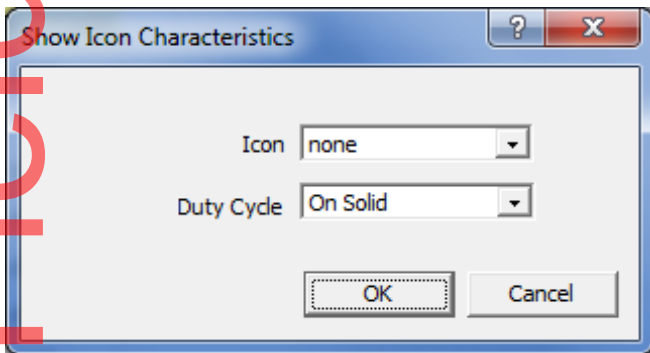 Show Icon Characteristics
?
X
Icon none
Duty Cycle On Solid
OK Cancel